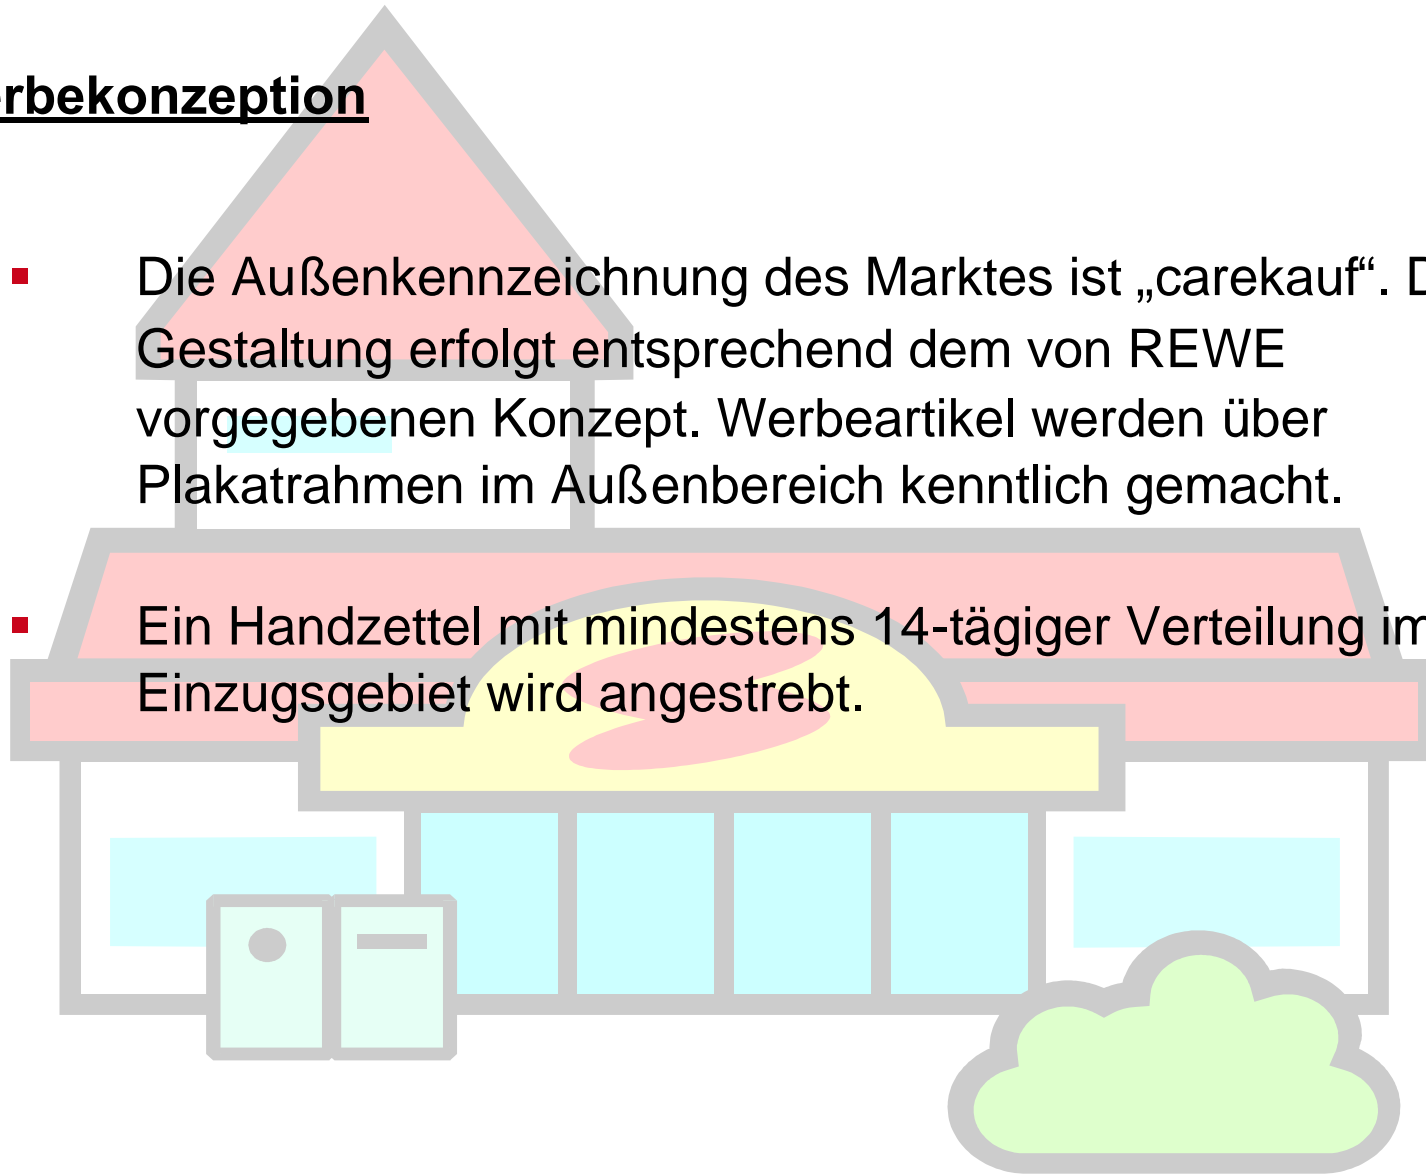 erbekonzeption
▪ Die Außenkennzeichnung des Marktes ist „carekauf“. D
Gestaltung erfolgt entsprechend dem von REWE
vorgegebenen Konzept. Werbeartikel werden über
Plakatrahmen im Außenbereich kenntlich gemacht.
▪ Ein Handzettel mit mindestens 14-tägiger Verteilung im
Einzugsgebiet wird angestrebt.